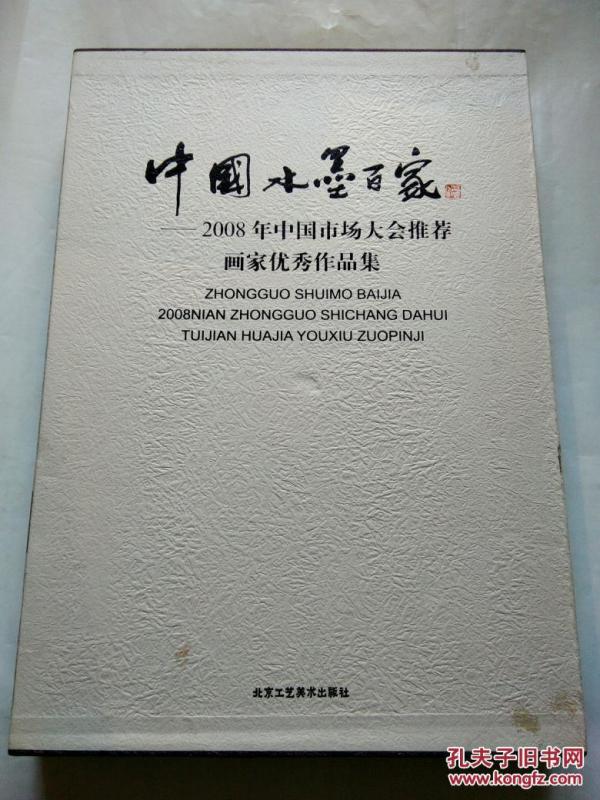 中國水墨百家
——2008年中国市场大会推荐
画家优秀作品集
ZHONGGUO SHUIMO BAIJIA
2008NIAN ZHONGGUO SHICHANG DAHUI
TUIJIAN HUAJIA YOUXIU ZUOPINJI
北京工艺美术出版社
孔夫子旧书网
www.kongfz.com